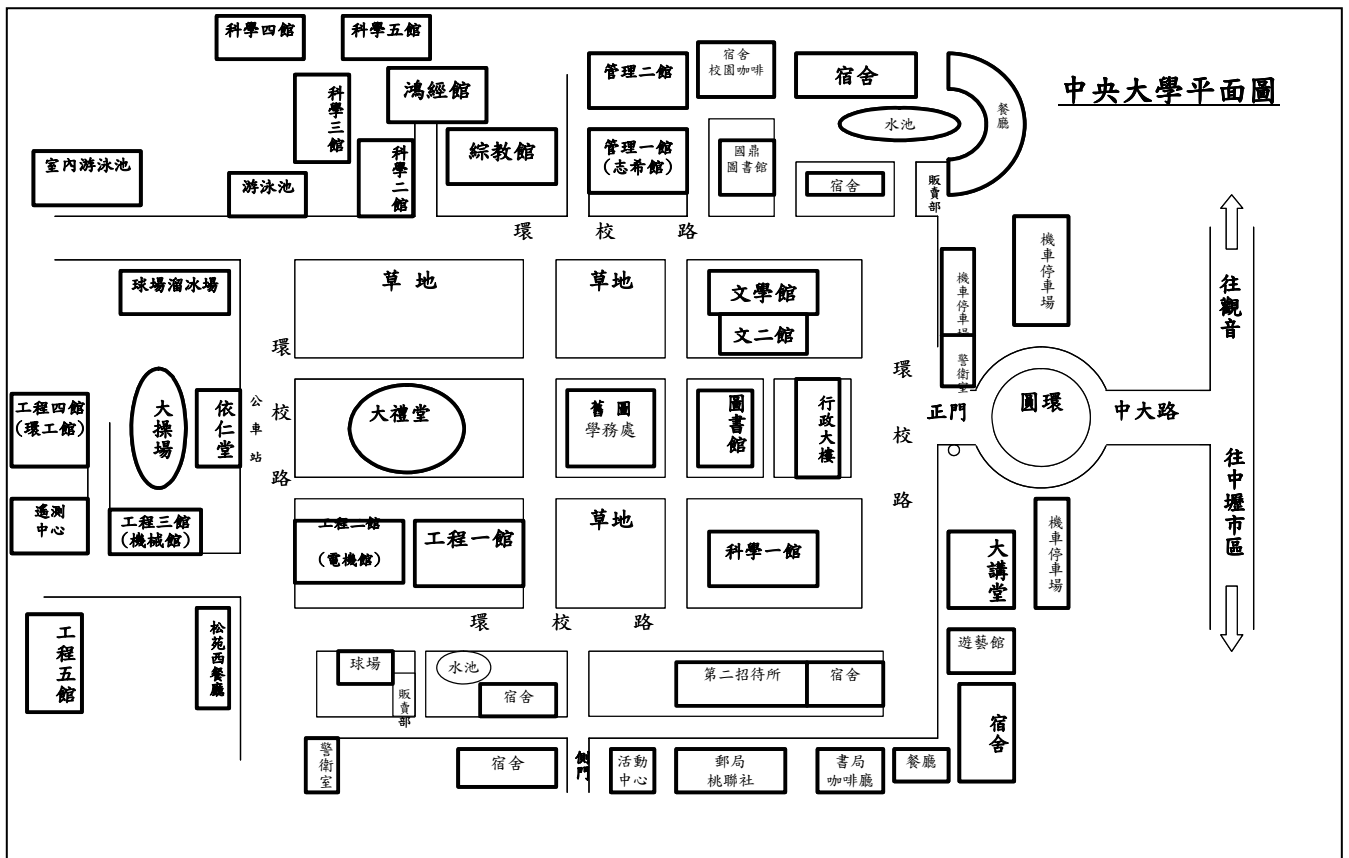 中央大學平面圖
科學四館
科學五館
科學三館
鴻經館
管理二館
宿舍
校園咖啡
宿舍
水池
餐廳
室內游泳池
游泳池
科學二館
綜教館
管理一館
(志希館)
國鼎
圖書館
宿舍
販賣部
環校路
球場溜冰場
草地
草地
文學館
文二館
機車停車場
機車停車場
警衛室
往觀音
工程四館
(環工館)
大操場
依仁堂
公車站
環校路
大禮堂
舊圖
學務處
圖書館
行政大樓
環校路
正門
圓環
中大路
往中壢市區
遙測
中心
工程三館
(機械館)
工程二館
(電機館)
工程一館
草地
科學一館
大講堂
機車停車場
環校路
工程五館
松苑西餐廳
球場
販賣部
水池
宿舍
第二招待所
宿舍
遊藝館
宿舍
警衛室
宿舍
側門
活動
中心
郵局
桃聯社
書局
咖啡廳
餐廳